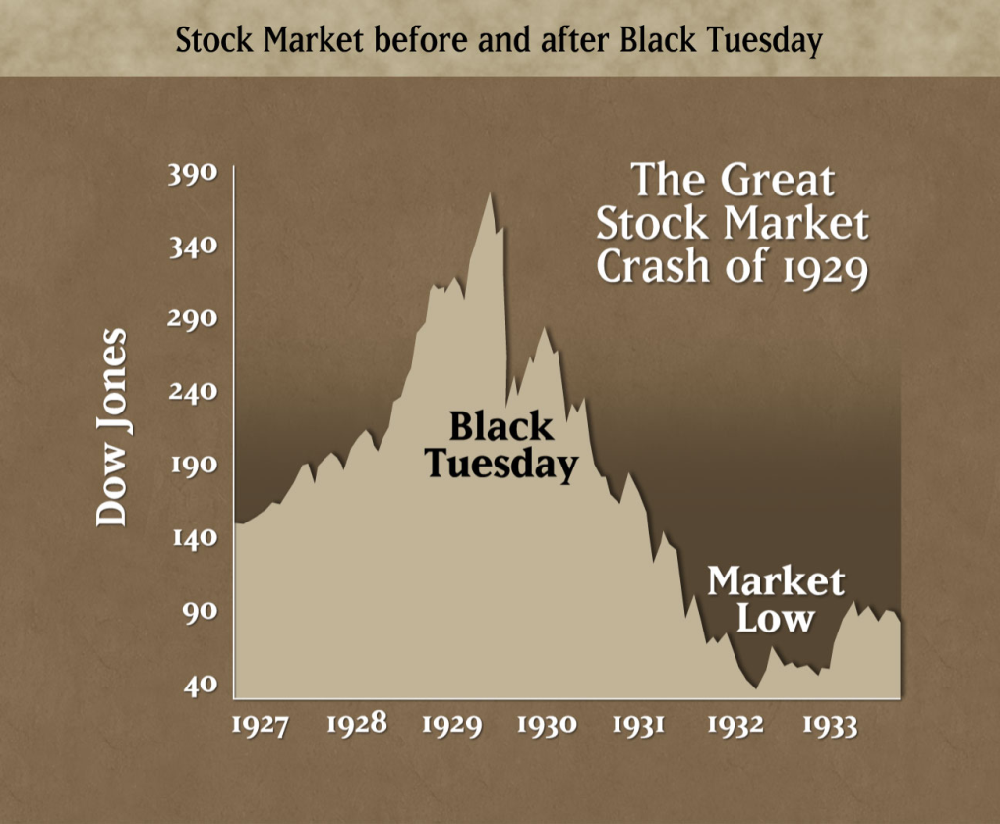 Stock Market before and after Black Tuesday
The Great
Stock Market
Crash of 1929
390
340
290
240
190
140
90
40
Dow Jones
Black
Tuesday
Market
Low
1927
1928
1929
1930
1931
1932
1933